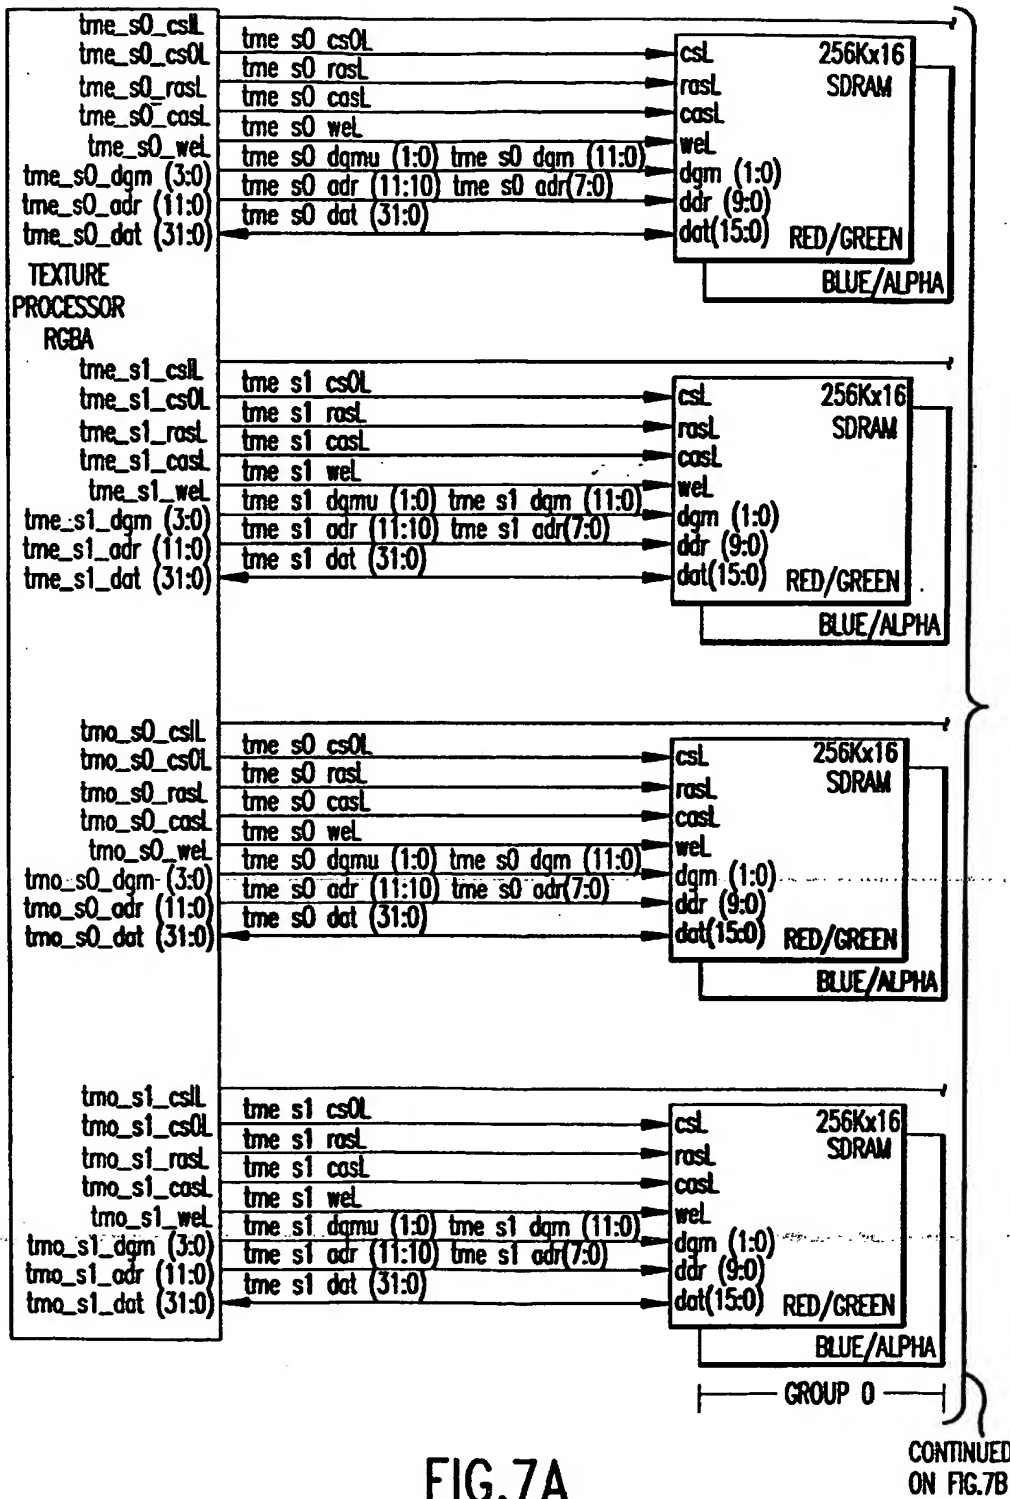 tme_s0_cs1L
tme_s0_cs0L
tme_s0_rasL
tme_s0_casL
tme_s0_weL
tme_s0_dqm (3:0)
tme_s0_adr (11:0)
tme_s0_dat (31:0)
tme s0 cs0L
tme s0 rasL
tme s0 casL
tme s0 weL
tme s0 dqmu (1:0) tme s0 dqm (11:0)
tme s0 adr (11:10) tme s0 adr(7:0)
tme s0 dat (31:0)
csL
rasL
casL
weL
dqm (1:0)
ddr (9:0)
dat(15:0)
256Kx16
SDRAM
RED/GREEN
BLUE/ALPHA
TEXTURE
PROCESSOR
RGBA
tme_s1_cs1L
tme_s1_cs0L
tme_s1_rasL
tme_s1_casL
tme_s1_weL
tme_s1_dqm (3:0)
tme_s1_adr (11:0)
tme_s1_dat (31:0)
tme s1 cs0L
tme s1 rasL
tme s1 casL
tme s1 weL
tme s1 dqmu (1:0) tme s1 dqm (11:0)
tme s1 adr (11:10) tme s1 adr(7:0)
tme s1 dat (31:0)
csL
rasL
casL
weL
dqm (1:0)
ddr (9:0)
dat(15:0)
256Kx16
SDRAM
RED/GREEN
BLUE/ALPHA
tmo_s0_cs1L
tmo_s0_cs0L
tmo_s0_rasL
tmo_s0_casL
tmo_s0_weL
tmo_s0_dqm (3:0)
tmo_s0_adr (11:0)
tmo_s0_dat (31:0)
tme s0 cs0L
tme s0 rasL
tme s0 casL
tme s0 weL
tme s0 dqmu (1:0) tme s0 dqm (11:0)
tme s0 adr (11:10) tme s0 adr(7:0)
tme s0 dat (31:0)
csL
rasL
casL
weL
dqm (1:0)
ddr (9:0)
dat(15:0)
256Kx16
SDRAM
RED/GREEN
BLUE/ALPHA
tmo_s1_cs1L
tmo_s1_cs0L
tmo_s1_rasL
tmo_s1_casL
tmo_s1_weL
tmo_s1_dqm (3:0)
tmo_s1_adr (11:0)
tmo_s1_dat (31:0)
tme s1 cs0L
tme s1 rasL
tme s1 casL
tme s1 weL
tme s1 dqmu (1:0) tme s1 dqm (11:0)
tme s1 adr (11:10) tme s1 adr(7:0)
tme s1 dat (31:0)
csL
rasL
casL
weL
dqm (1:0)
ddr (9:0)
dat(15:0)
256Kx16
SDRAM
RED/GREEN
BLUE/ALPHA
GROUP 0
CONTINUED
ON FIG.7B
FIG.7A